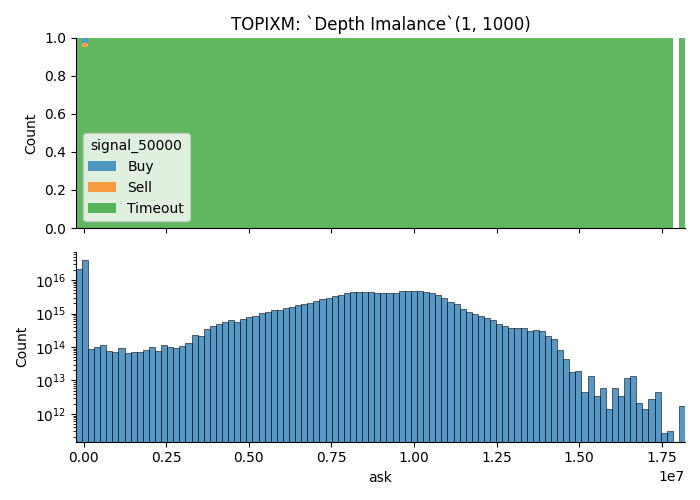 TOPIXM: `Depth Imalance`(1, 1000)
1.0
0.8
0.6
0.4
0.2
0.0
Count
signal_50000
Buy
Sell
Timeout
10^16
10^15
10^14
10^13
10^12
Count
0.00 0.25 0.50 0.75 1.00 1.25 1.50 1.75
1e7
ask